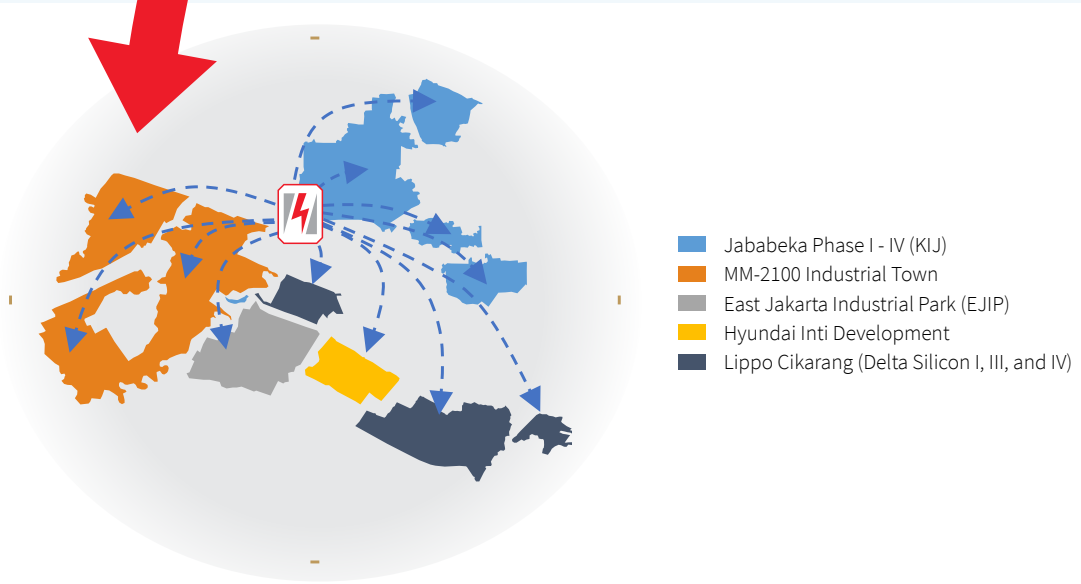 Jababeka Phase I - IV (KIJ)
MM-2100 Industrial Town
East Jakarta Industrial Park (EJIP)
Hyundai Inti Development
Lippo Cikarang (Delta Silicon I, III, and IV)